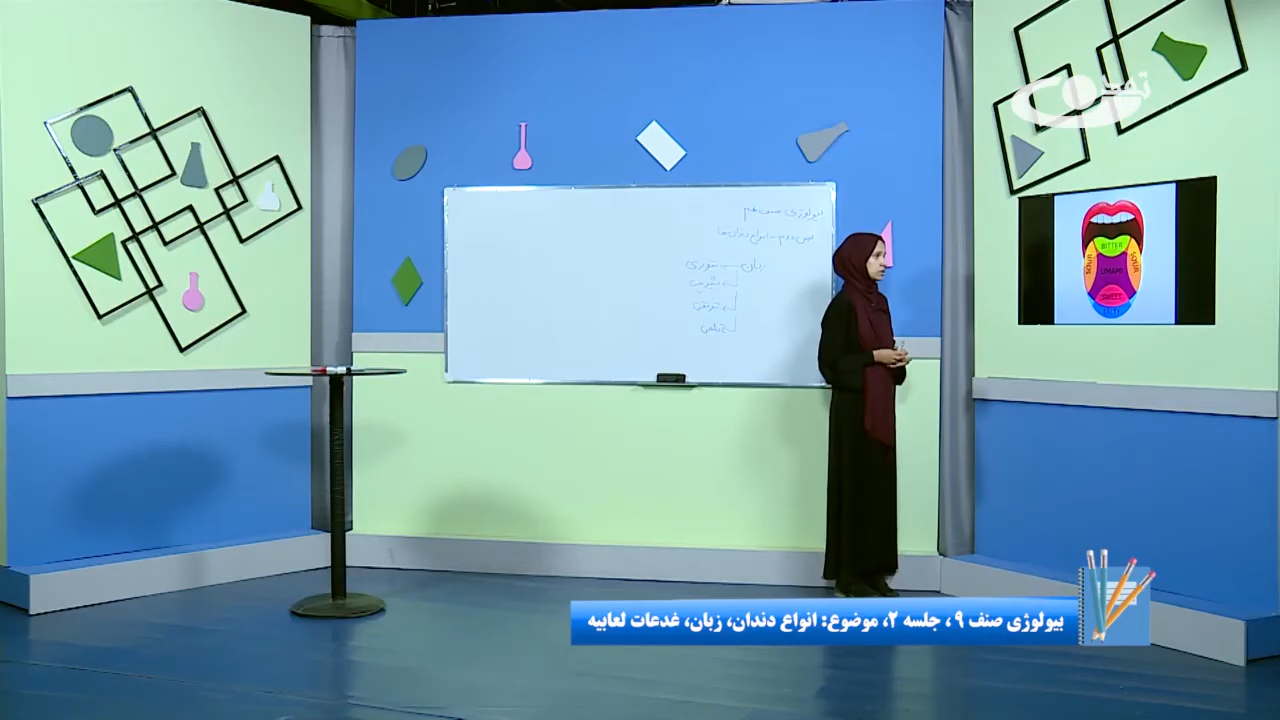 بیولوژی صنف نهم
درس دوم - انواع دندان ها
زبان ← شوری
← شیرینی
← ترشی
← تلخی
BITTER
SOUR
SOUR
UMAMI
SWEET
SALTY
بیولوژی صنف ۹ ، جلسه ۲، موضوع: انواع دندان، زبان، غدعات لعابیه